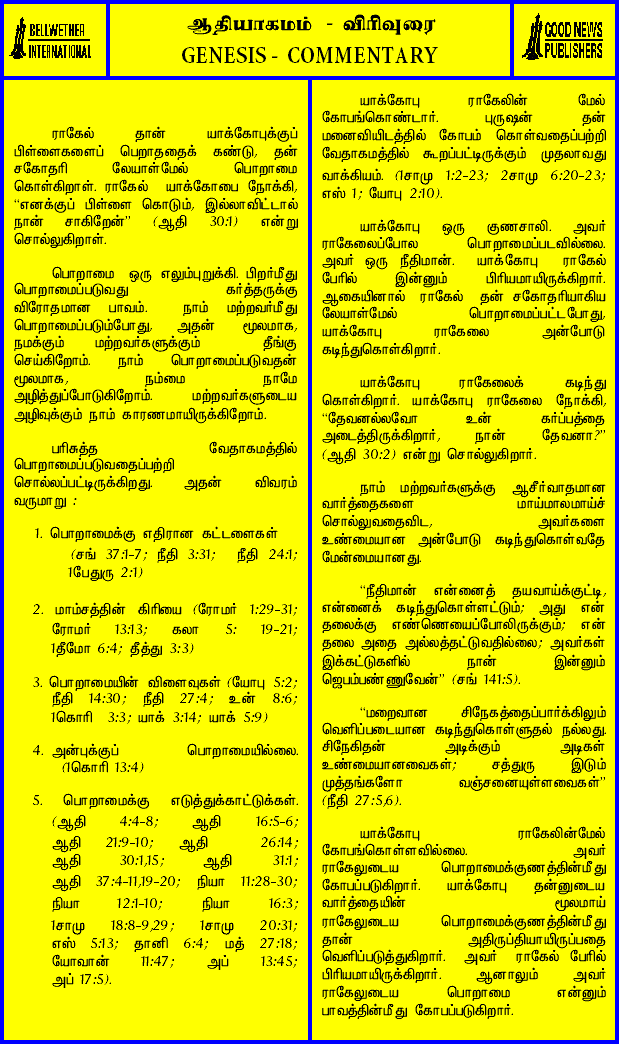 BELLWETHER
INTERNATIONAL
ஆதியாகமம் - விரிவுரை
GENESIS - COMMENTARY
GOOD NEWS
PUBLISHERS
ராகேல் தான் யாக்கோபுக்குப்
பிள்ளைகளைப் பெறாததைக் கண்டு, தன்
சகோதரி லேயாள்மேல் பொறாமை
கொள்கிறாள். ராகேல் யாக்கோபை நோக்கி,
“எனக்குப் பிள்ளை கொடும், இல்லாவிட்டால்
நான் சாகிறேன்” (ஆதி 30:1) என்று
சொல்லுகிறாள்.
பொறாமை ஒரு எலும்புறுக்கி. பிறர்மீது
பொறாமைப்படுவது கர்த்தருக்கு
விரோதமான பாவம். நாம் மற்றவர்மீது
பொறாமைப்படும்போது, அதன் மூலமாக,
நமக்கும் மற்றவர்களுக்கும் தீங்கு
செய்கிறோம். நாம் பொறாமைப்படுவதன்
மூலமாக, நம்மை நாமே
அழித்துப்போடுகிறோம். மற்றவர்களுடைய
அழிவுக்கும் நாம் காரணமாயிருக்கிறோம்.
பரிசுத்த வேதாகமத்தில்
பொறாமைப்படுவதைப்பற்றி
சொல்லப்பட்டிருக்கிறது. அதன் விவரம்
வருமாறு :
1. பொறாமைக்கு எதிரான கட்டளைகள்
(சங் 37:1-7; நீதி 3:31; நீதி 24:1;
1பேதுரு 2:1)
2. மாம்சத்தின் கிரியை (ரோமர் 1:29-31;
ரோமர் 13:13; கலா 5: 19-21;
1தீமோ 6:4; தீத்து 3:3)
3. பொறாமையின் விளைவுகள் (யோபு 5:2;
நீதி 14:30; நீதி 27:4; உன் 8:6;
1கொரி 3:3; யாக் 3:14; யாக் 5:9)
4. அன்புக்குப் பொறாமையில்லை.
(1கொரி 13:4)
5. பொறாமைக்கு எடுத்துக்காட்டுக்கள்.
(ஆதி 4:4-8; ஆதி 16:5-6;
ஆதி 21:9-10; ஆதி 26:14;
ஆதி 30:1,15; ஆதி 31:1;
ஆதி 37:4-11,19-20; நியா 11:28-30;
நியா 12:1-10; நியா 16:3;
1சாமு 18:8-9,29; 1சாமு 20:31;
எஸ் 5:13; தானி 6:4; மத் 27:18;
யோவான் 11:47; அப் 13:45;
அப் 17:5).
யாக்கோபு ராகேலின் மேல்
கோபங்கொண்டார். புருஷன் தன்
மனைவியிடத்தில் கோபம் கொள்வதைப்பற்றி
வேதாகமத்தில் கூறப்பட்டிருக்கும் முதலாவது
வாக்கியம். (1சாமு 1:2-23; 2சாமு 6:20-23;
எஸ் 1; யோபு 2:10).
யாக்கோபு ஒரு குணசாலி. அவர்
ராகேலைப்போல பொறாமைப்படவில்லை.
அவர் ஒரு நீதிமான். யாக்கோபு ராகேல்
பேரில் இன்னும் பிரியமாயிருக்கிறார்.
ஆகையினால் ராகேல் தன் சகோதரியாகிய
லேயாள்மேல் பொறாமைப்பட்டபோது,
யாக்கோபு ராகேலை அன்போடு
கடிந்துகொள்கிறார்.
யாக்கோபு ராகேலைக் கடிந்து
கொள்கிறார். யாக்கோபு ராகேலை நோக்கி,
“தேவனல்லவோ உன் கர்ப்பத்தை
அடைத்திருக்கிறார், நான் தேவனா?”
(ஆதி 30:2) என்று சொல்லுகிறார்.
நாம் மற்றவர்களுக்கு ஆசீர்வாதமான
வார்த்தைகளை மாய்மாலமாய்ச்
சொல்லுவதைவிட, அவர்களை
உண்மையான அன்போடு கடிந்துகொள்வதே
மேன்மையானது.
“நீதிமான் என்னைத் தயவாய்க்குட்டி,
என்னைக் கடிந்துகொள்ளட்டும்; அது என்
தலைக்கு எண்ணெயைப்போலிருக்கும்; என்
தலை அதை அல்லத்தட்டுவதில்லை; அவர்கள்
இக்கட்டுகளில் நான் இன்னும்
ஜெபம்பண்ணுவேன்” (சங் 141:5).
“மறைவான சிநேகத்தைப்பார்க்கிலும்
வெளிப்படையான கடிந்துகொள்ளுதல் நல்லது.
சிநேகிதன் அடிக்கும் அடிகள்
உண்மையானவைகள்; சத்துரு இடும்
முத்தங்களோ வஞ்சனையுள்ளவைகள்”
(நீதி 27:5,6).
யாக்கோபு ராகேலின்மேல்
கோபங்கொள்ளவில்லை. அவர்
ராகேலுடைய பொறாமைக்குணத்தின்மீது
கோபப்படுகிறார். யாக்கோபு தன்னுடைய
வார்த்தையின் மூலமாய்
ராகேலுடைய பொறாமைக்குணத்தின்மீது
தான் அதிருப்தியாயிருப்பதை
வெளிப்படுத்துகிறார். அவர் ராகேல் பேரில்
பிரியமாயிருக்கிறார். ஆனாலும் அவர்
ராகேலுடைய பொறாமை என்னும்
பாவத்தின்மீது கோபப்படுகிறார்.